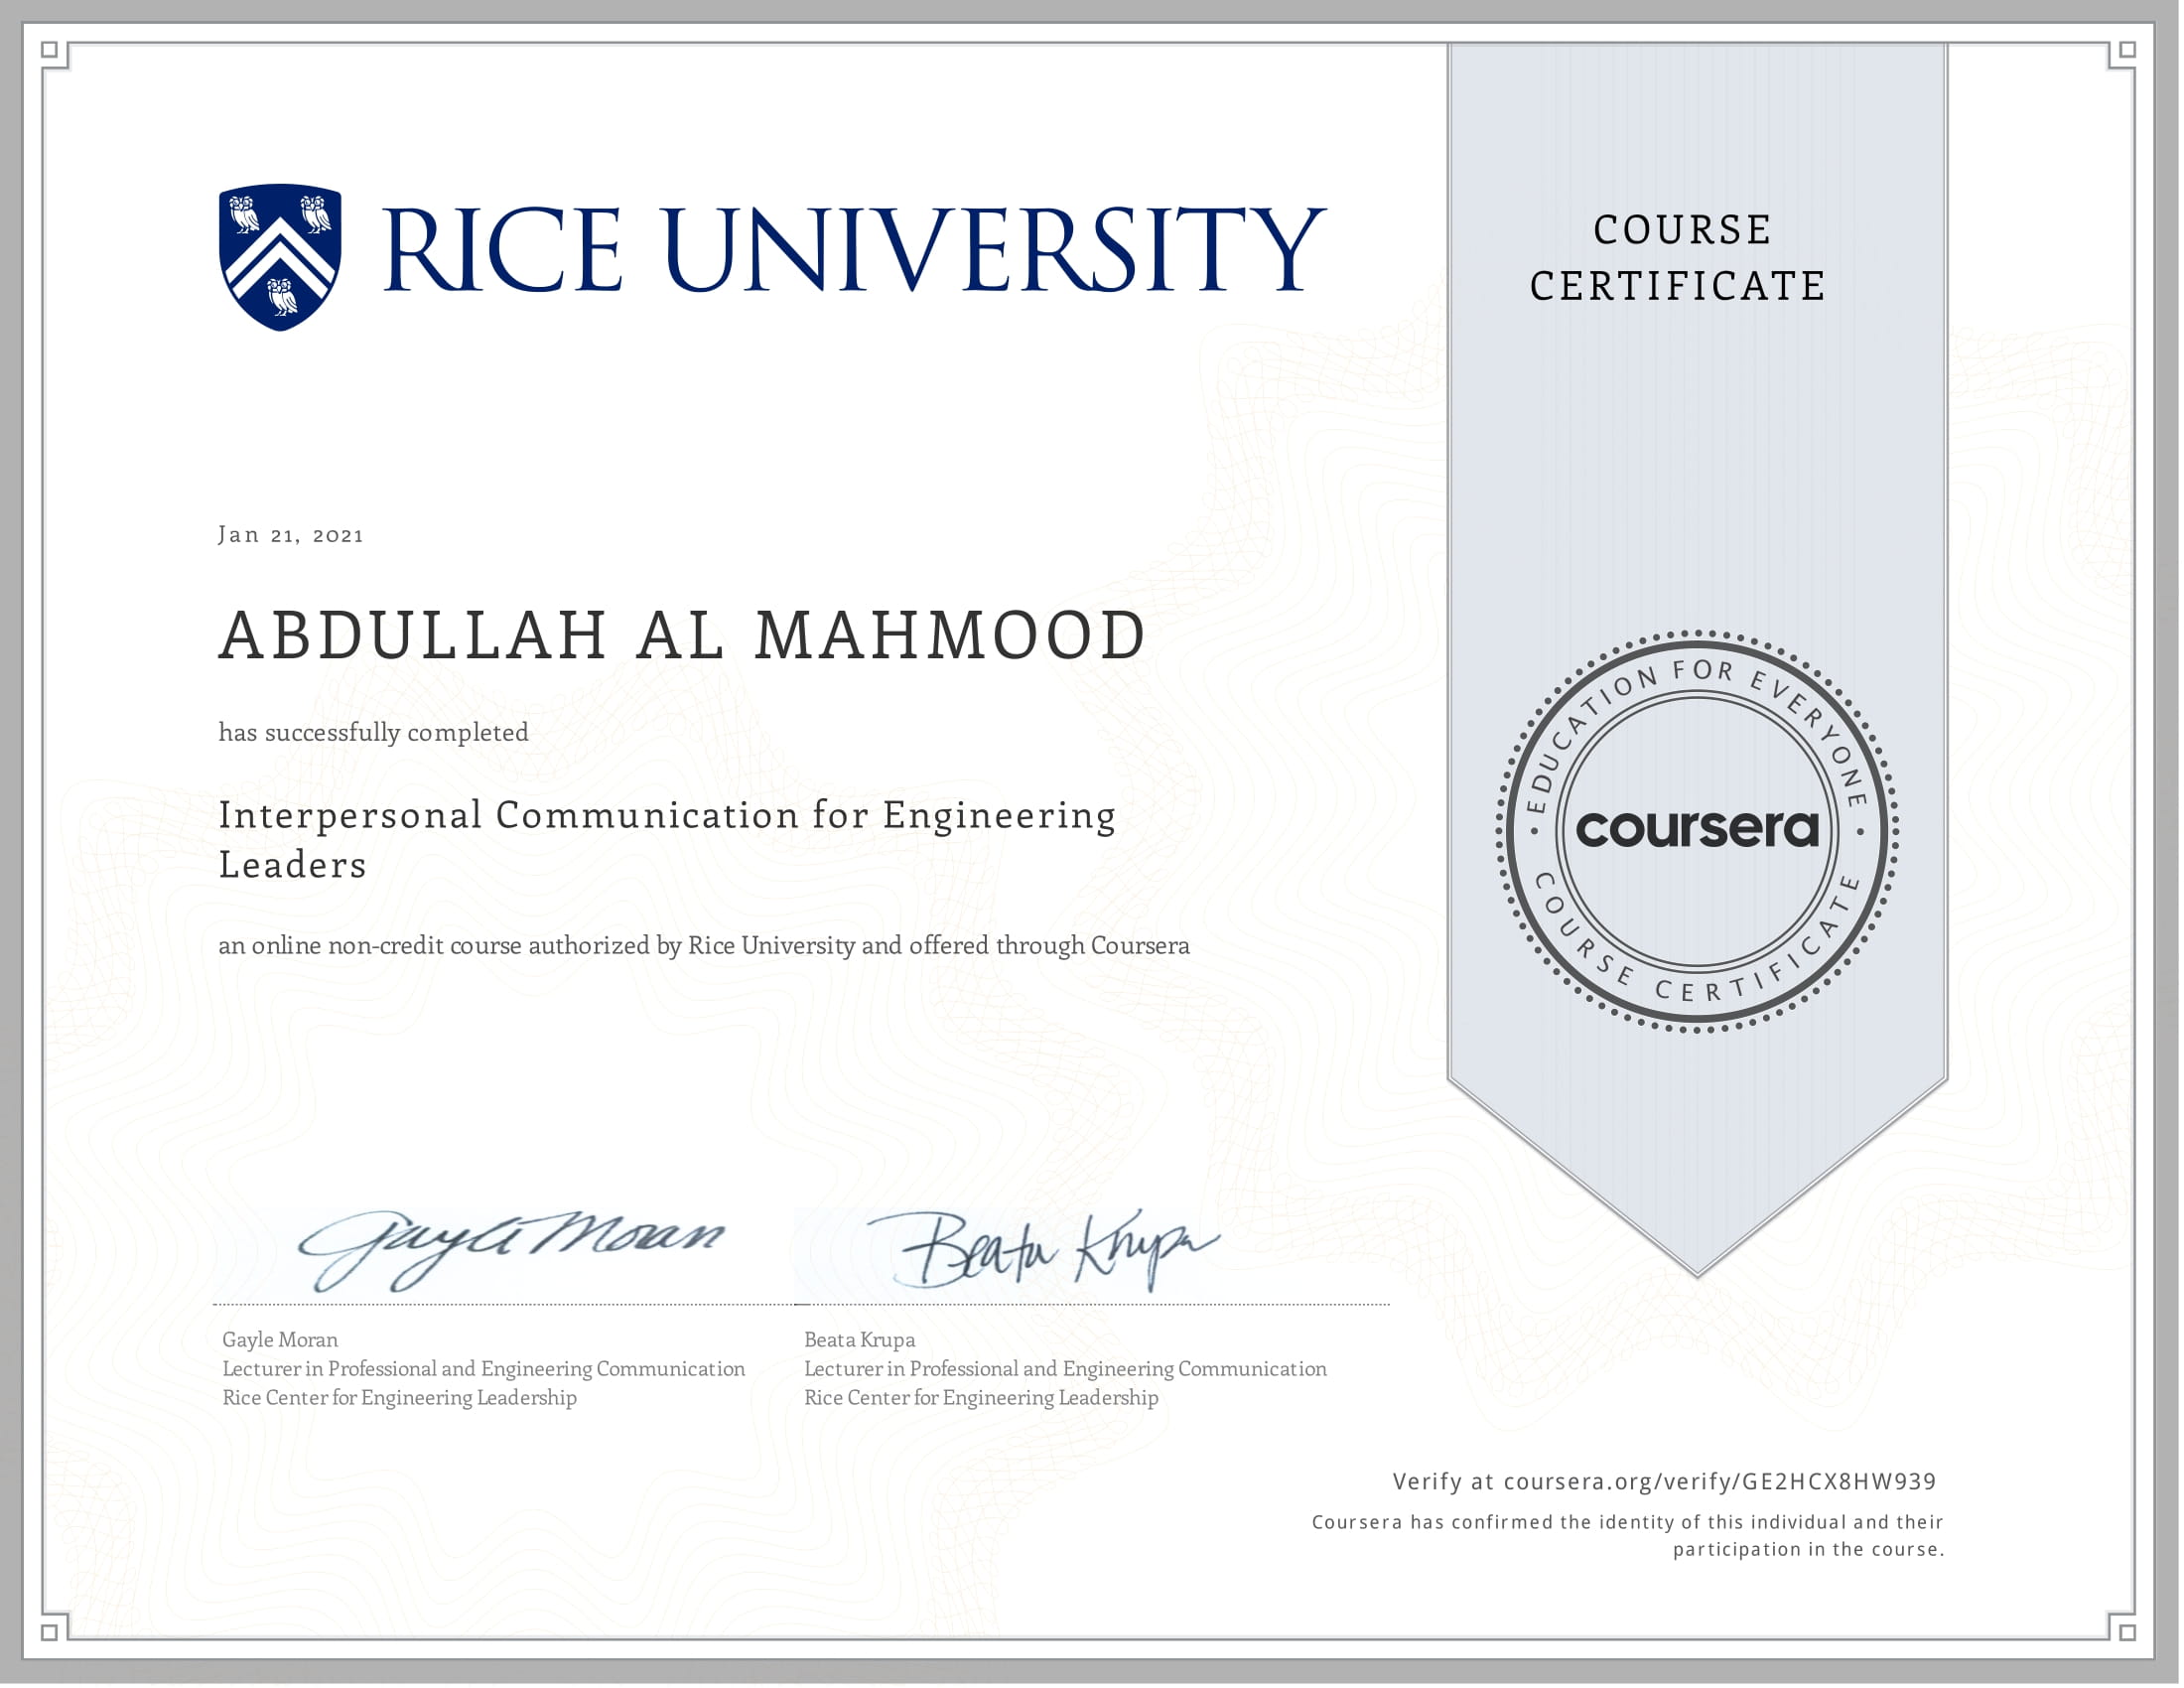 RICE UNIVERSITY
COURSE
CERTIFICATE
Jan 21, 2021
ABDULLAH AL MAHMOOD
has successfully completed
Interpersonal Communication for Engineering
Leaders
an online non-credit course authorized by Rice University and offered through Coursera
EDUCATION FOR EVERYONE
coursera
COURSE CERTIFICATE
Gayle Moran
Beata Krupa
Gayle Moran
Lecturer in Professional and Engineering Communication
Rice Center for Engineering Leadership
Beata Krupa
Lecturer in Professional and Engineering Communication
Rice Center for Engineering Leadership
Verify at coursera.org/verify/GE2HCX8HW939
Coursera has confirmed the identity of this individual and their
participation in the course.